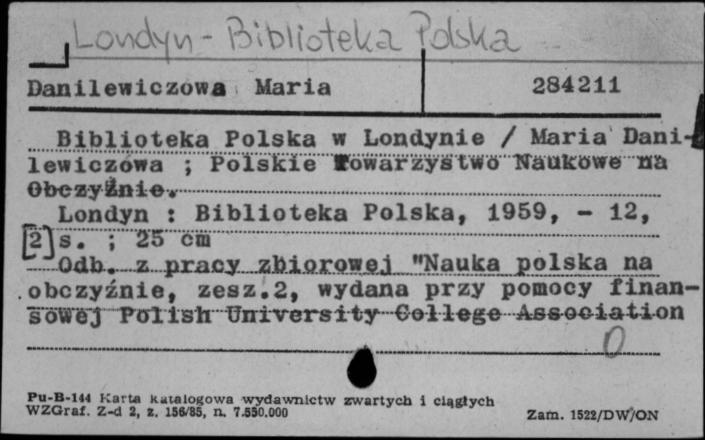 Londyn - Biblioteka Polska
Danilewiczowa Maria 284211
Biblioteka Polska w Londynie / Maria Dani-
lewiczowa ; Polskie Towarzystwo Naukowe na
Obczyźnie.
Londyn : Biblioteka Polska, 1959, - 12,
[2] s. ; 25 cm
Odb. z pracy zbiorowej "Nauka polska na
obczyźnie, zesz.2, wydana przy pomocy finan-
sowej Polish University College Association
0
Pu-B-144 Karta katalogowa wydawnictw zwartych i ciągłych
WZGraf. Z-d 2, z. 156/85, n. 7.550.000 Zam. 1522/DW/ON